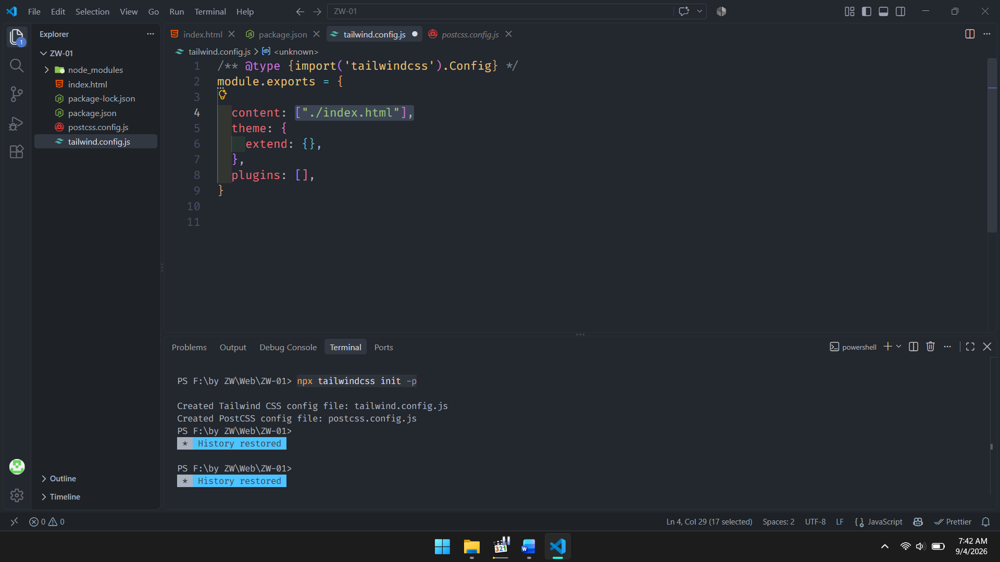 File Edit Selection View Go Run Terminal Help
ZW-01
Explorer
index.html
package.json
tailwind.config.js
postcss.config.js
1
ZW-01
node_modules
index.html
package-lock.json
package.json
postcss.config.js
tailwind.config.js
Outline
Timeline
tailwind.config.js > <unknown>
1 /** @type {import('tailwindcss').Config} */
2 module.exports = {
3
4 content: ["./index.html"],
5 theme: {
6 extend: {},
7 },
8 plugins: [],
9 }
10
11
Problems Output Debug Console Terminal Ports
powershell
PS F:\by ZW\Web\ZW-01> npx tailwindcss init -p
Created Tailwind CSS config file: tailwind.config.js
Created PostCSS config file: postcss.config.js
PS F:\by ZW\Web\ZW-01>
* History restored
PS F:\by ZW\Web\ZW-01>
* History restored
0 0
Ln 4, Col 29 (17 selected) Spaces: 2 UTF-8 LF {} JavaScript Prettier
321
W
7:42 AM
9/4/2026